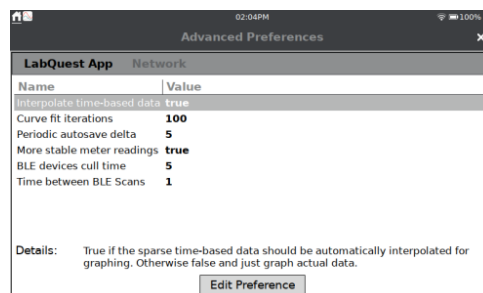 02:04PM 100%
Advanced Preferences x
LabQuest App Network
Name Value
Interpolate time-based data true
Curve fit iterations 100
Periodic autosave delta 5
More stable meter readings true
BLE devices cull time 5
Time between BLE Scans 1
Details: True if the sparse time-based data should be automatically interpolated for
graphing. Otherwise false and just graph actual data.
Edit Preference